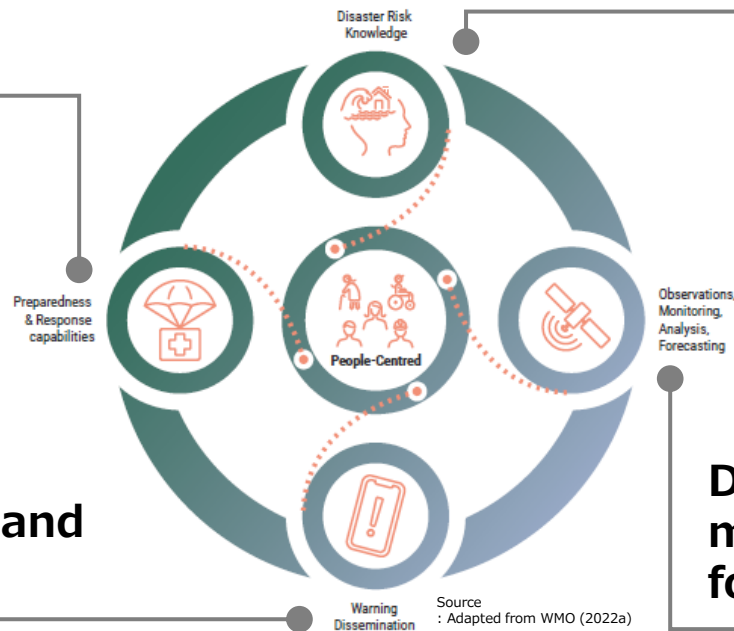 Disaster Risk
Knowledge
Preparedness
& Response
capabilities
People-Centred
Observations,
Monitoring,
Analysis,
Forecasting
and
Warning
Dissemination
Source
: Adapted from WMO (2022a)